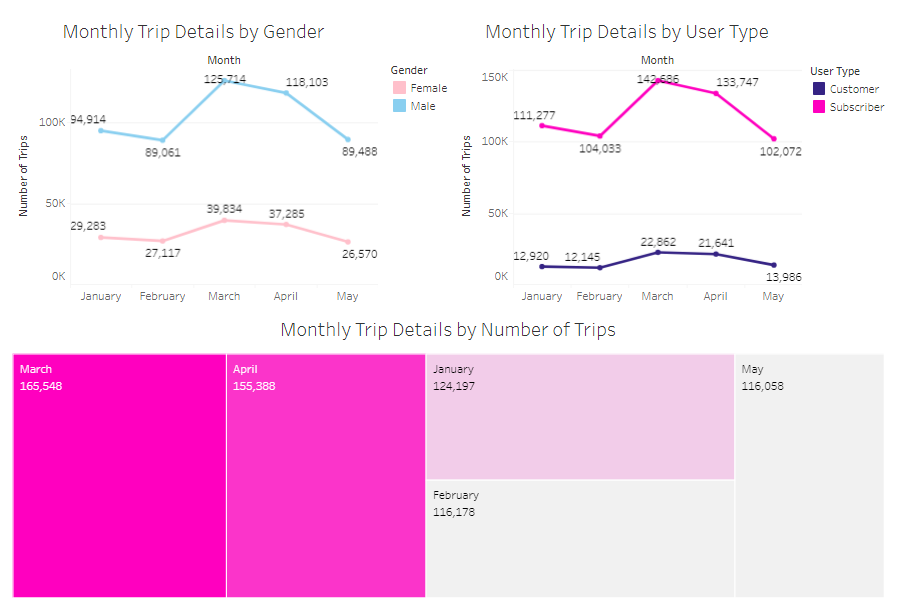 Monthly Trip Details by Gender
Month
Number of Trips
100K
50K
0K
94,914
89,061
125,714
118,103
89,488
29,283
27,117
39,834
37,285
26,570
January February March April May
Gender
Female
Male
Monthly Trip Details by User Type
Month
Number of Trips
150K
100K
50K
0K
111,277
104,033
142,686
133,747
102,072
12,920
12,145
22,862
21,641
13,986
January February March April May
User Type
Customer
Subscriber
Monthly Trip Details by Number of Trips
March
165,548
April
155,388
January
124,197
February
116,178
May
116,058